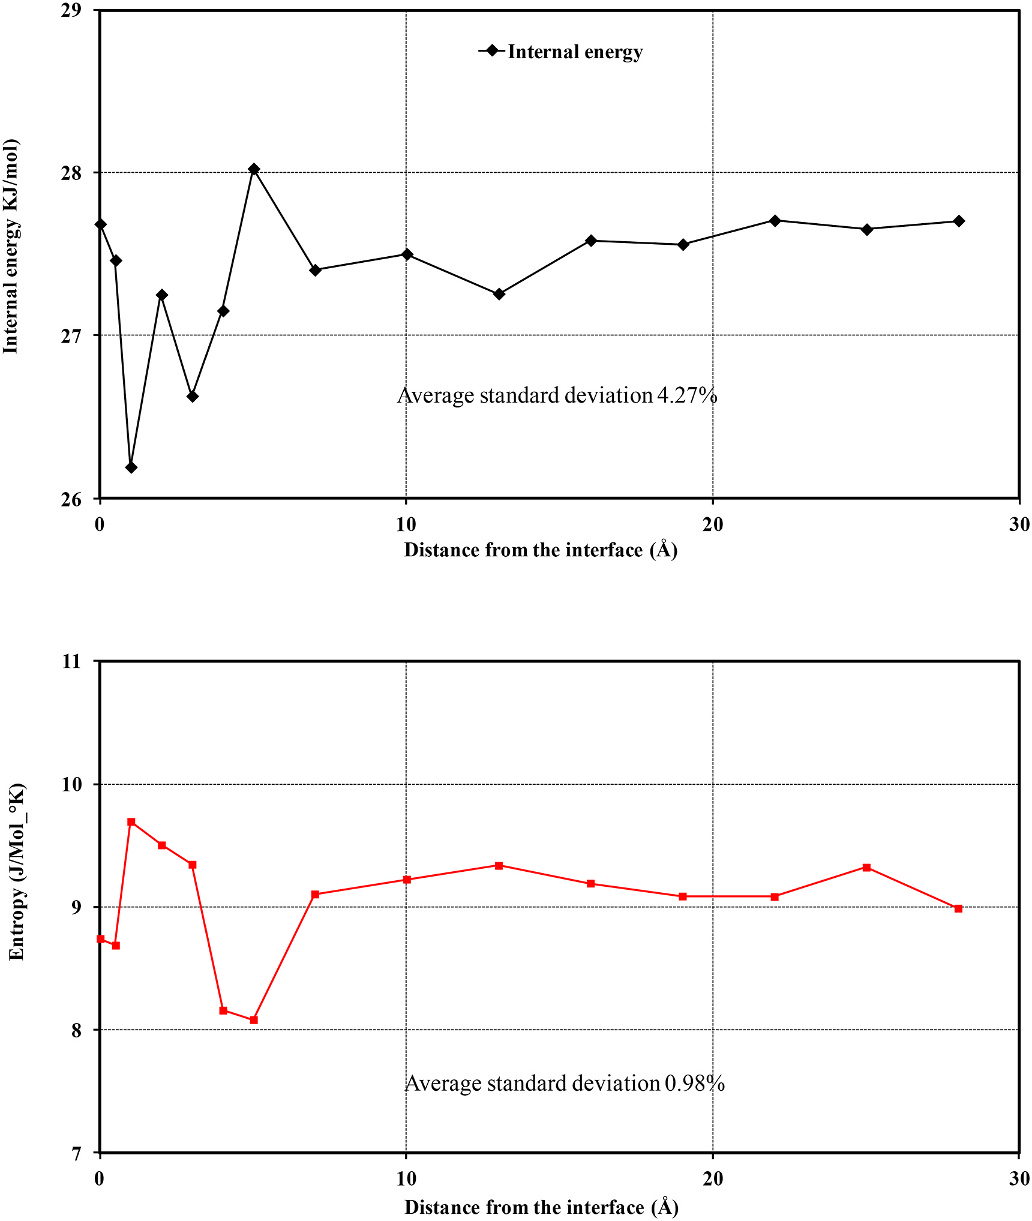 29
Internal energy
28
27
26
Internal energy KJ/mol)
Average standard deviation 4.27%
0 10 20 30
Distance from the interface (Å)
11
10
9
8
7
Entropy (J/Mol_°K)
Average standard deviation 0.98%
0 10 20 30
Distance from the interface (Å)